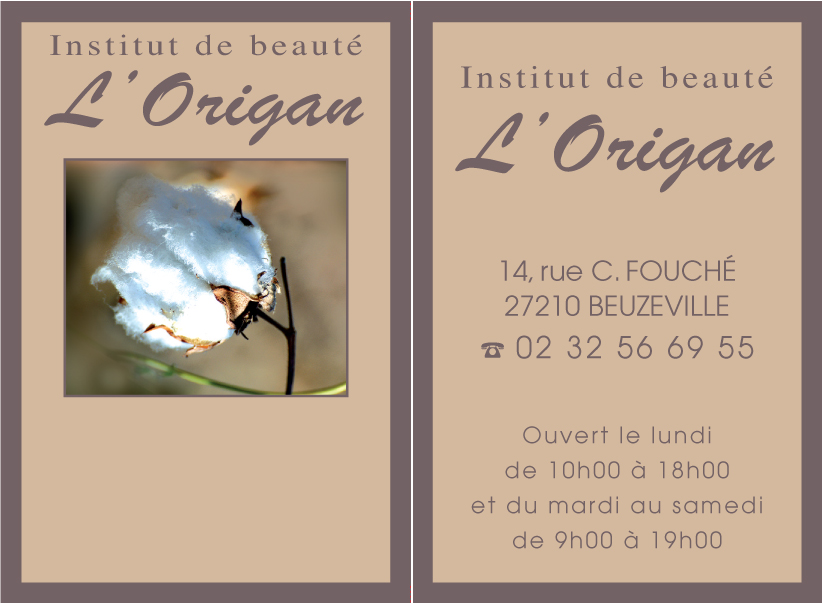 Institut de beauté
L'Origan
Institut de beauté
L'Origan
14, rue C. FOUCHÉ
27210 BEUZEVILLE
☎ 02 32 56 69 55
Ouvert le lundi
de 10h00 à 18h00
et du mardi au samedi
de 9h00 à 19h00